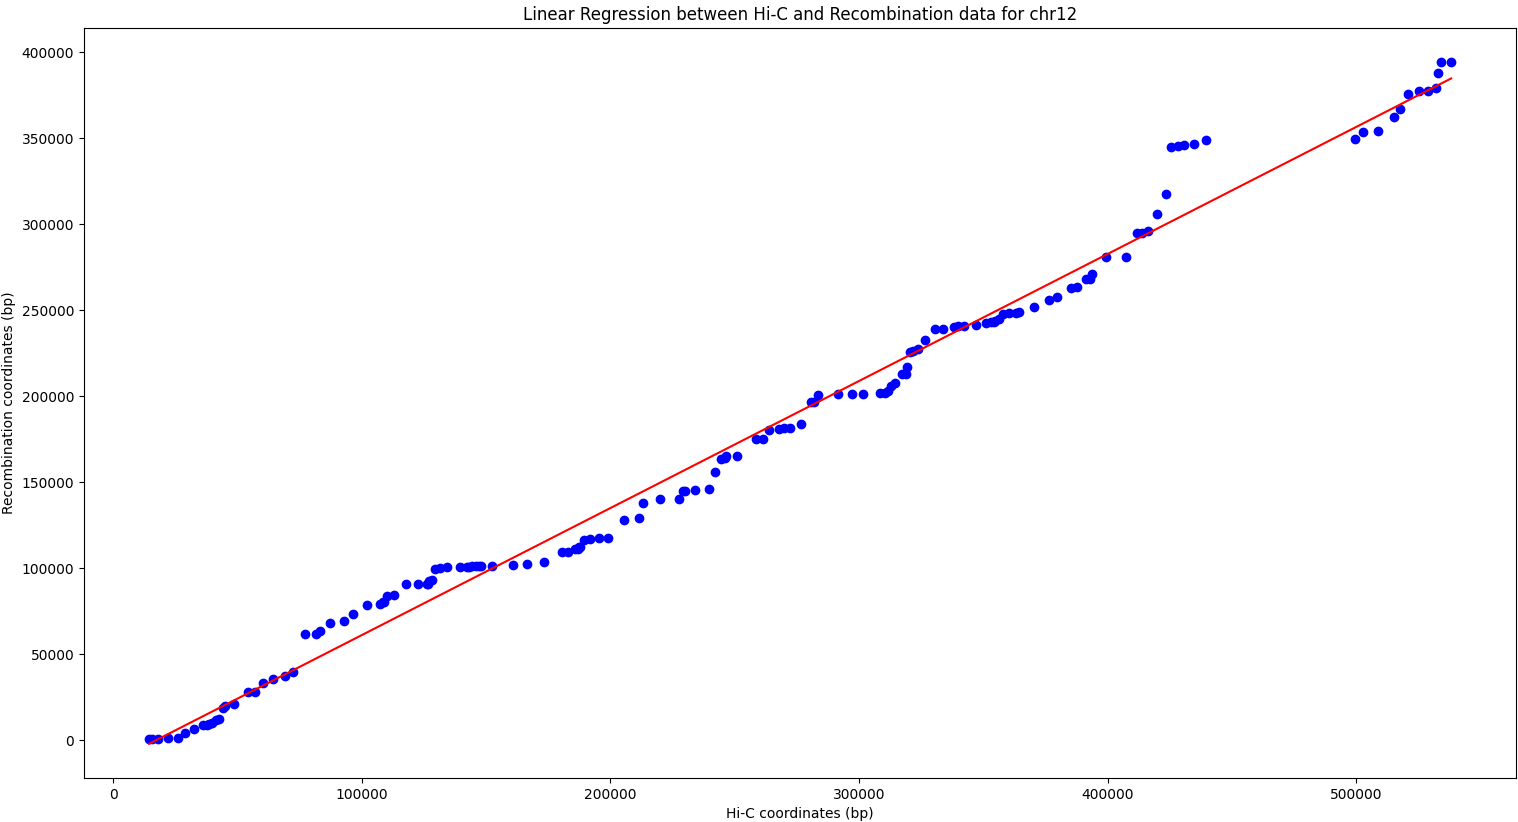 Linear Regression between Hi-C and Recombination data for chr12
400000
350000
300000
250000
200000
150000
100000
50000
0
Recombination coordinates (bp)
0 100000 200000 300000 400000 500000
Hi-C coordinates (bp)